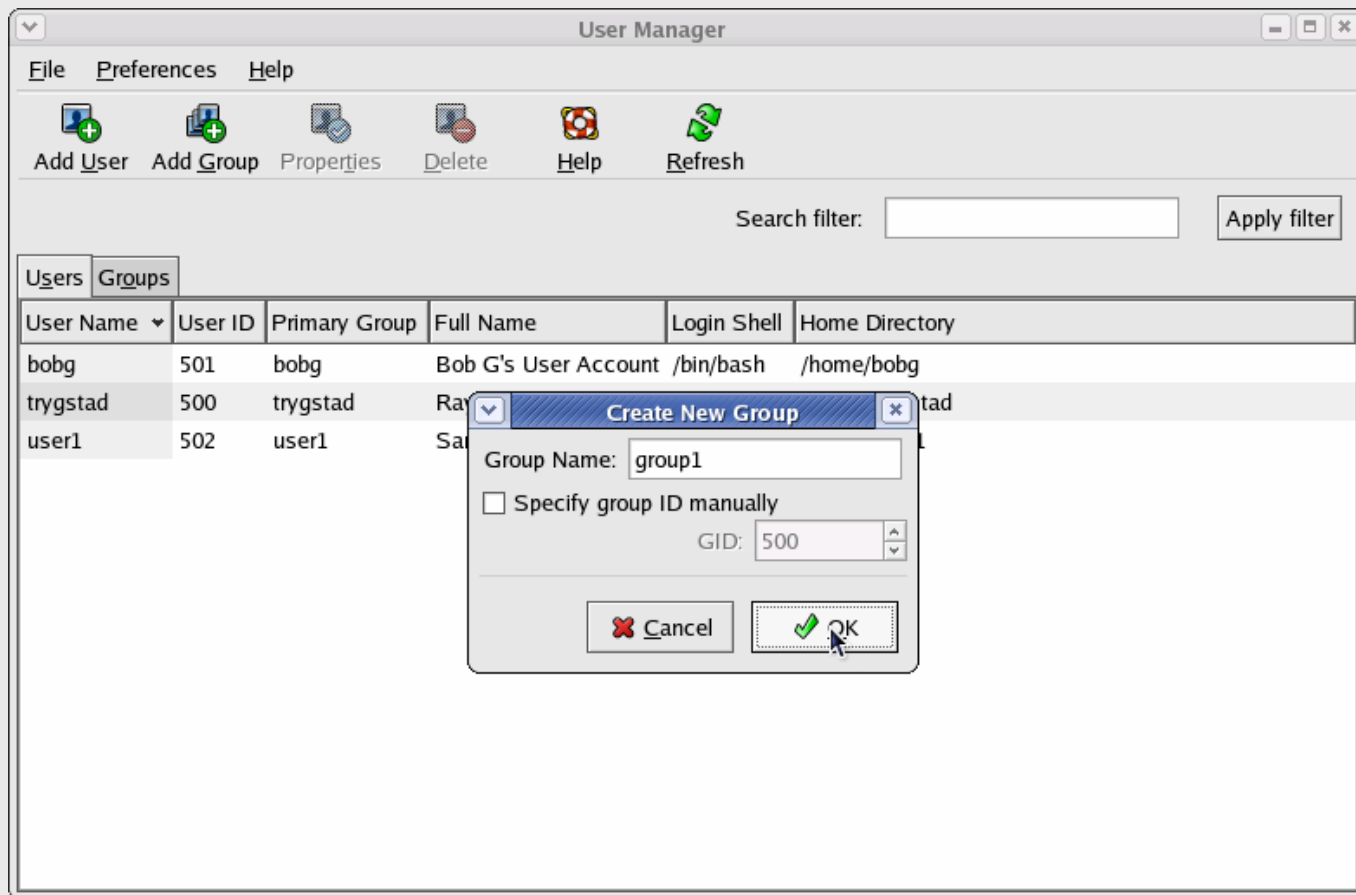 User Manager
File Preferences Help
Add User Add Group Properties Delete Help Refresh
Search filter: Apply filter
Users Groups
User Name User ID Primary Group Full Name Login Shell Home Directory
bobg 501 bobg Bob G's User Account /bin/bash /home/bobg
trygstad 500 trygstad
user1 502 user1
Create New Group
Group Name: group1
Specify group ID manually
GID: 500
Cancel OK